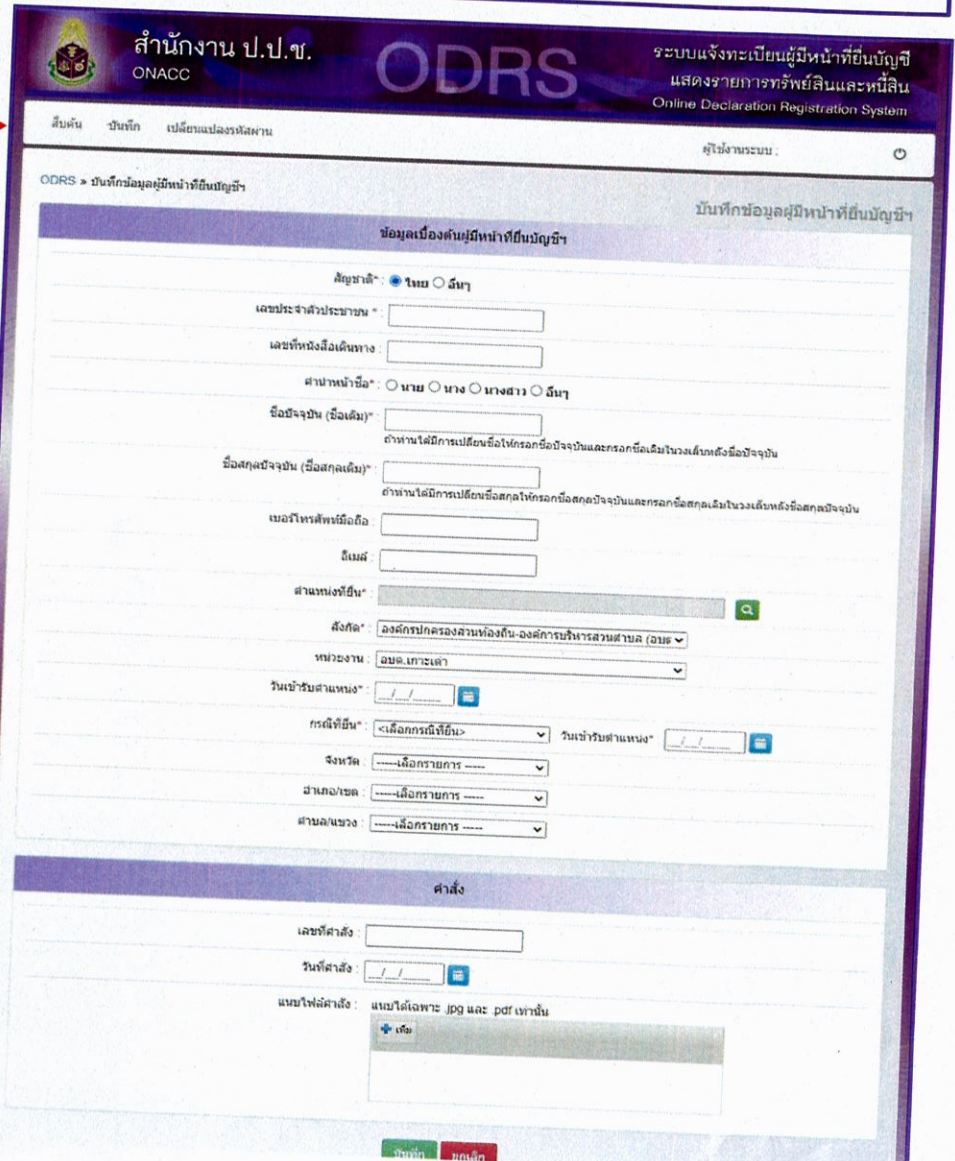 สำนักงาน ป.ป.ช.
ONACC
ODRS
ระบบแจ้งทะเบียนผู้มีหน้าที่ยื่นบัญชี
แสดงรายการทรัพย์สินและหนี้สิน
Online Declaration Registration System
สืบค้น บันทึก เปลี่ยนแปลงรหัสผ่าน
ผู้ใช้งานระบบ :
ODRS » บันทึกข้อมูลผู้มีหน้าที่ยื่นบัญชีฯ
บันทึกข้อมูลผู้มีหน้าที่ยื่นบัญชีฯ
ข้อมูลเบื้องต้นผู้มีหน้าที่ยื่นบัญชีฯ
สัญชาติ* : ไทย อื่นๆ
เลขประจำตัวประชาชน * :
เลขที่หนังสือเดินทาง :
คำนำหน้าชื่อ* : นาย นาง นางสาว อื่นๆ
ชื่อปัจจุบัน (ชื่อเดิม)* :
ถ้าท่านได้มีการเปลี่ยนชื่อให้กรอกชื่อปัจจุบันและกรอกชื่อเดิมในวงเล็บหลังชื่อปัจจุบัน
ชื่อสกุลปัจจุบัน (ชื่อสกุลเดิม)* :
ถ้าท่านได้มีการเปลี่ยนชื่อสกุลให้กรอกชื่อสกุลปัจจุบันและกรอกชื่อสกุลเดิมในวงเล็บหลังชื่อสกุลปัจจุบัน
เบอร์โทรศัพท์มือถือ :
อีเมล์ :
ตำแหน่งที่ยื่น* :
สังกัด* : องค์กรปกครองส่วนท้องถิ่น-องค์การบริหารส่วนตำบล (อบต
หน่วยงาน : อบต.เกาะเต่า
วันเข้ารับตำแหน่ง* : __/__/____
กรณีที่ยื่น* : <เลือกกรณีที่ยื่น> วันเข้ารับตำแหน่ง* __/__/____
จังหวัด : -----เลือกรายการ -----
อำเภอ/เขต : -----เลือกรายการ -----
ตำบล/แขวง : -----เลือกรายการ -----
คำสั่ง
เลขที่คำสั่ง :
วันที่คำสั่ง : __/__/____
แนบไฟล์คำสั่ง : แนบได้เฉพาะ .jpg และ .pdf เท่านั้น
เพิ่ม
บันทึก ยกเลิก